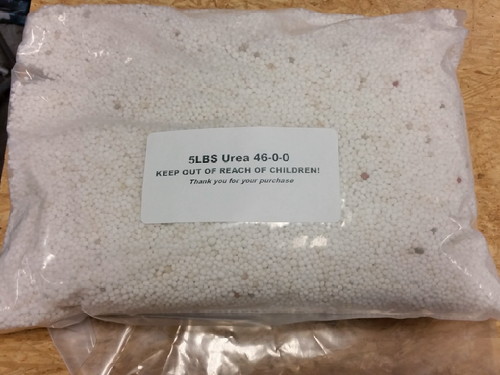 5LBS Urea 46-0-0
KEEP OUT OF REACH OF CHILDREN!
Thank you for your purchase